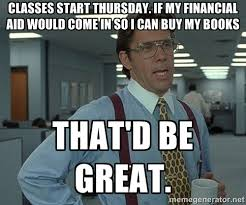 CLASSES START THURSDAY. IF MY FINANCIAL
AID WOULD COME IN SO I CAN BUY MY BOOKS
THAT'D BE
GREAT.
memegenerator.net